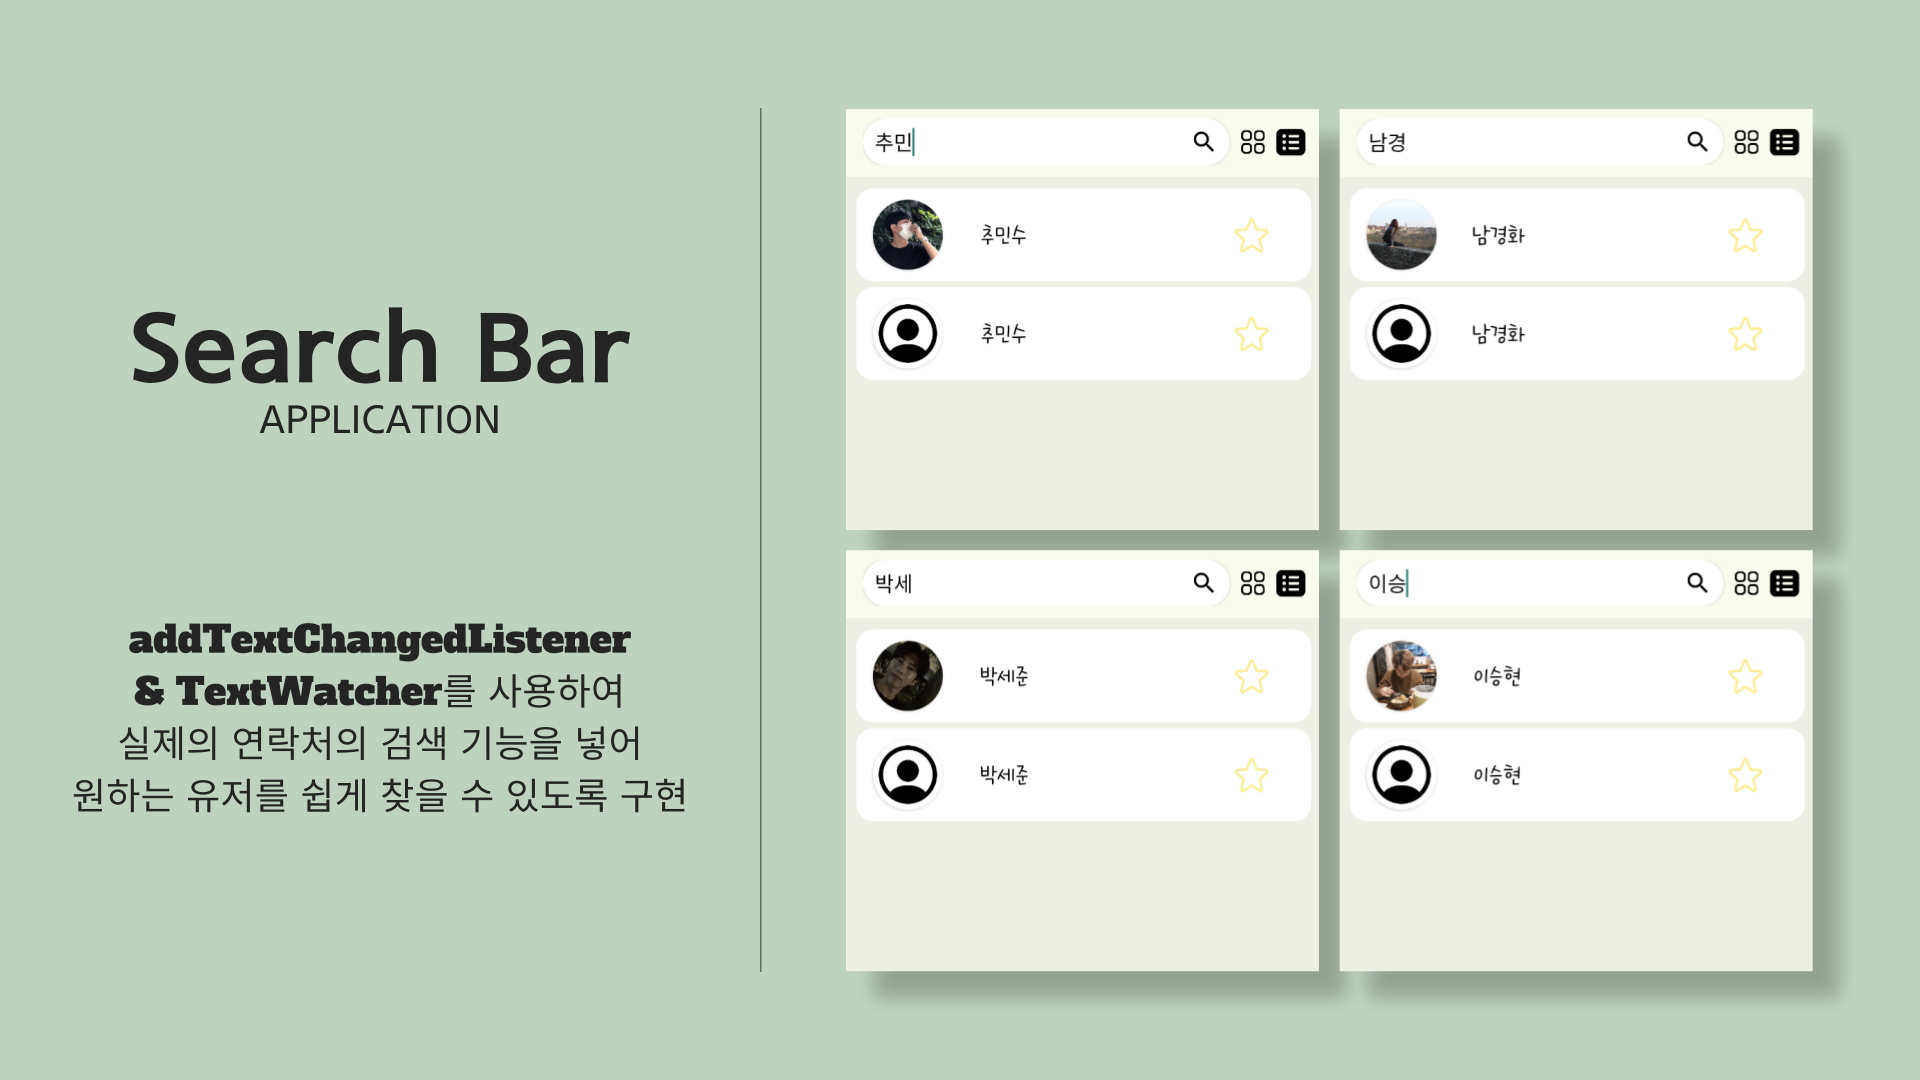 Search Bar
APPLICATION
addTextChangedListener
& TextWatcher를 사용하여
실제의 연락처의 검색 기능을 넣어
원하는 유저를 쉽게 찾을 수 있도록 구현
추민
추민수
추민수
남경
남경화
남경화
박세
박세준
박세준
이승
이승현
이승현